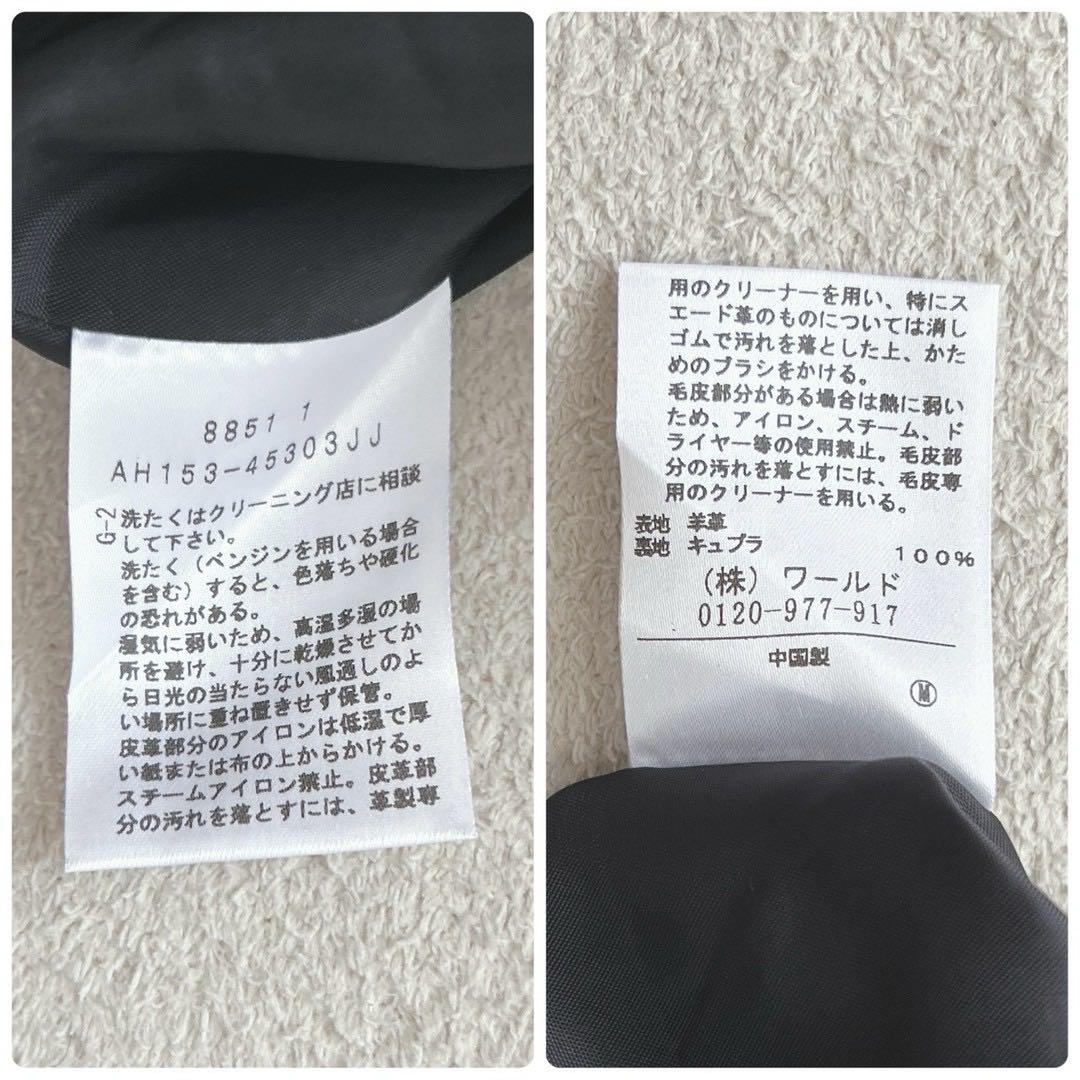 8851 1
AH153-45303JJ
G-2
洗たくはクリーニング店に相談
して下さい。
洗たく（ベンジンを用いる場合
を含む）すると、色落ちや硬化
の恐れがある。
湿気に弱いため、高温多湿の場
所を避け、十分に乾燥させてか
ら日光の当たらない風通しのよ
い場所に重ね置きせず保管。
皮革部分のアイロンは低温で厚
い紙または布の上からかける。
スチームアイロン禁止。皮革部
分の汚れを落とすには、革製専
用のクリーナーを用い、特にス
エード革のものについては消し
ゴムで汚れを落とした上、かた
めのブラシをかける。
毛皮部分がある場合は熱に弱い
ため、アイロン、スチーム、ド
ライヤー等の使用禁止。毛皮部
分の汚れを落とすには、毛皮専
用のクリーナーを用いる。
表地 羊革
裏地 キュプラ 100%
（株）ワールド
0120-977-917
中国製
M